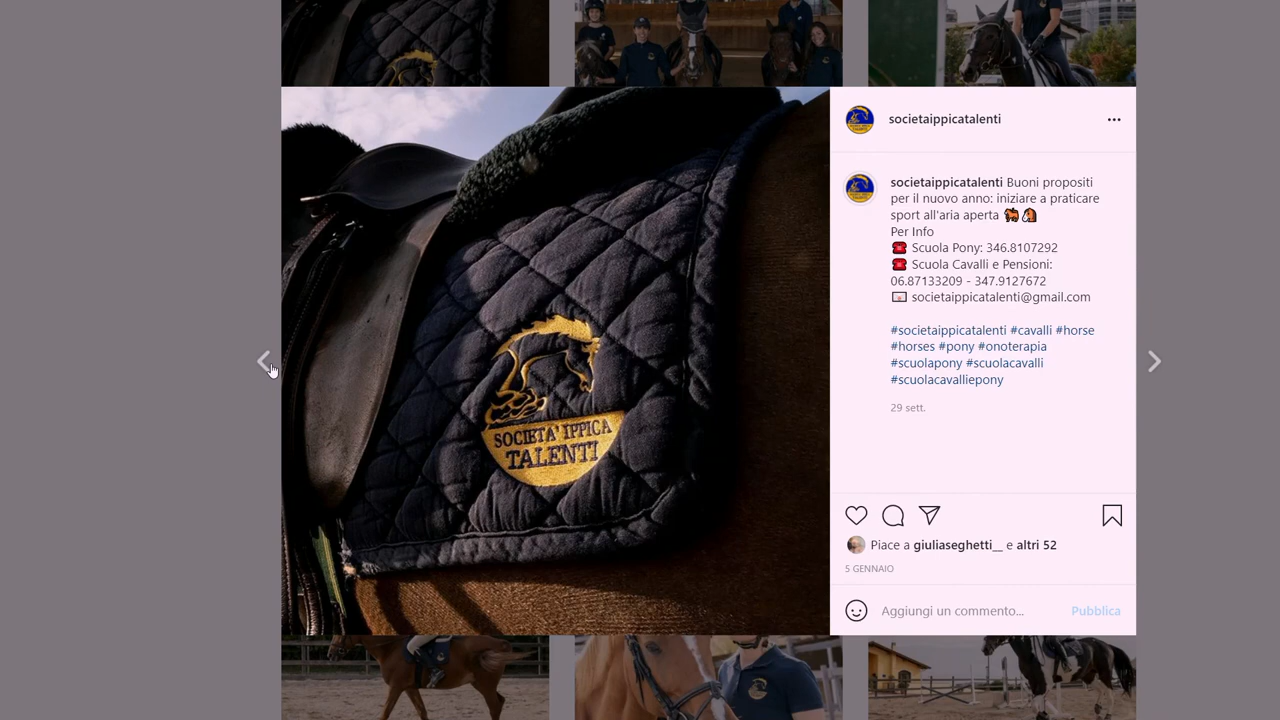 SOCIETA' IPPICA
TALENTI
societaippicatalenti
societaippicatalenti Buoni propositi
per il nuovo anno: iniziare a praticare
sport all'aria aperta 🐎🐴
Per Info
☎️ Scuola Pony: 346.8107292
☎️ Scuola Cavalli e Pensioni:
06.87133209 - 347.9127672
📧 societaippicatalenti@gmail.com
#societaippicatalenti #cavalli #horse
#horses #pony #onoterapia
#scuolapony #scuolacavalli
#scuolacavalliepony
29 sett.
Piace a giuliaseghetti__ e altri 52
5 GENNAIO
Aggiungi un commento... Pubblica